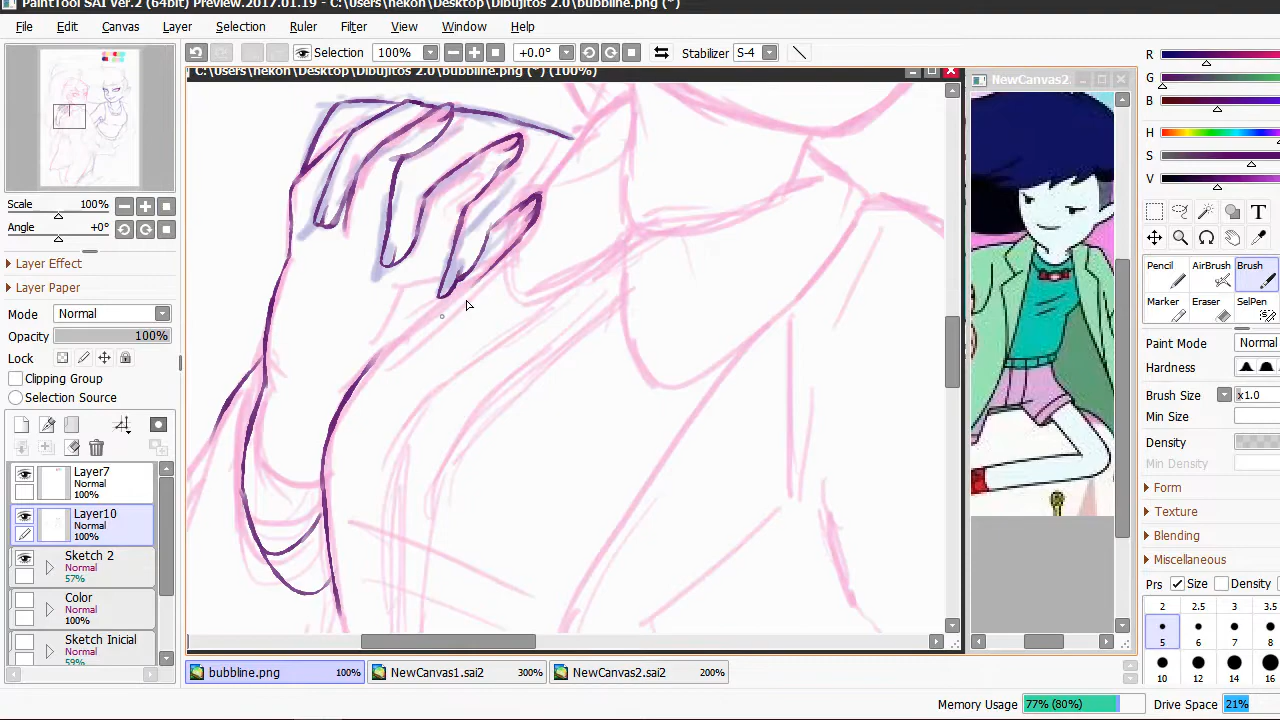 PaintTool SAI Ver.2 (64bit) Preview.2017.01.19 - C:\Users\nekon\Desktop\Dibujitos 2.0\bubbline.png (*)
File Edit Canvas Layer Selection Ruler Filter View Window Help
Selection 100% +0.0° Stabilizer S-4
C:\Users\nekon\Desktop\Dibujitos 2.0\bubbline.png (*) (100%)
NewCanvas2.
Scale 100%
Angle +0°
Layer Effect
Layer Paper
Mode Normal
Opacity 100%
Lock
Clipping Group
Selection Source
Layer7
Normal
100%
Layer10
Normal
100%
Sketch 2
Normal
57%
Color
Normal
100%
Sketch Inicial
Normal
59%
R
G
B
H
S
V
T
Pencil AirBrush Brush
Marker Eraser SelPen
Paint Mode Normal
Hardness
Brush Size x1.0
Min Size
Density
Min Density
Form
Texture
Blending
Miscellaneous
Prs Size Density
2 2.5 3 3.5
5 6 7 8
10 12 14 16
bubbline.png 100% NewCanvas1.sai2 300% NewCanvas2.sai2 200%
Memory Usage 77% (80%) Drive Space 21%